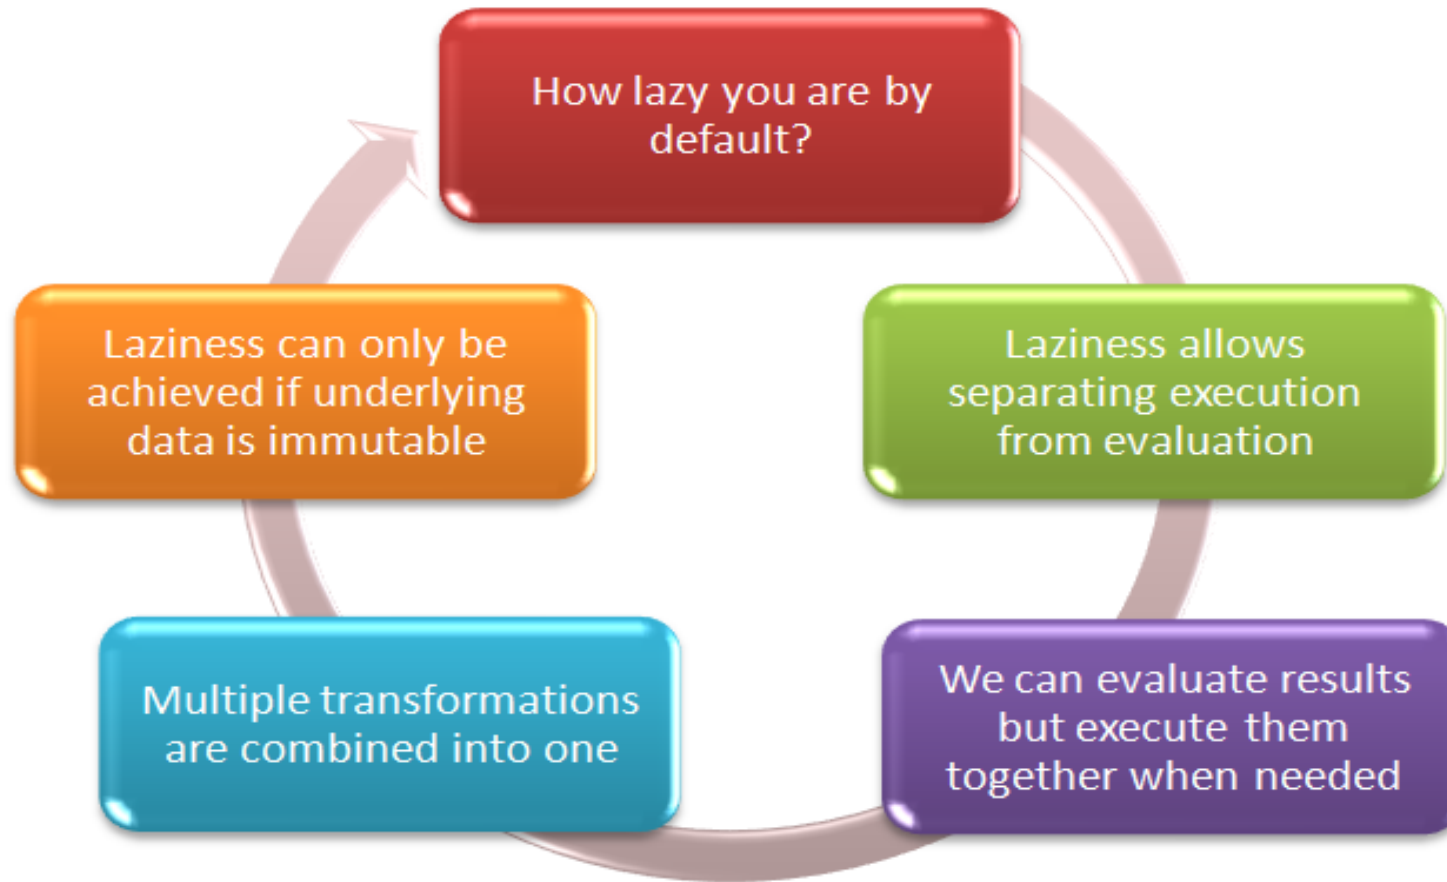 How lazy you are by
default?
Laziness allows
separating execution
from evaluation
We can evaluate results
but execute them
together when needed
Multiple transformations
are combined into one
Laziness can only be
achieved if underlying
data is immutable